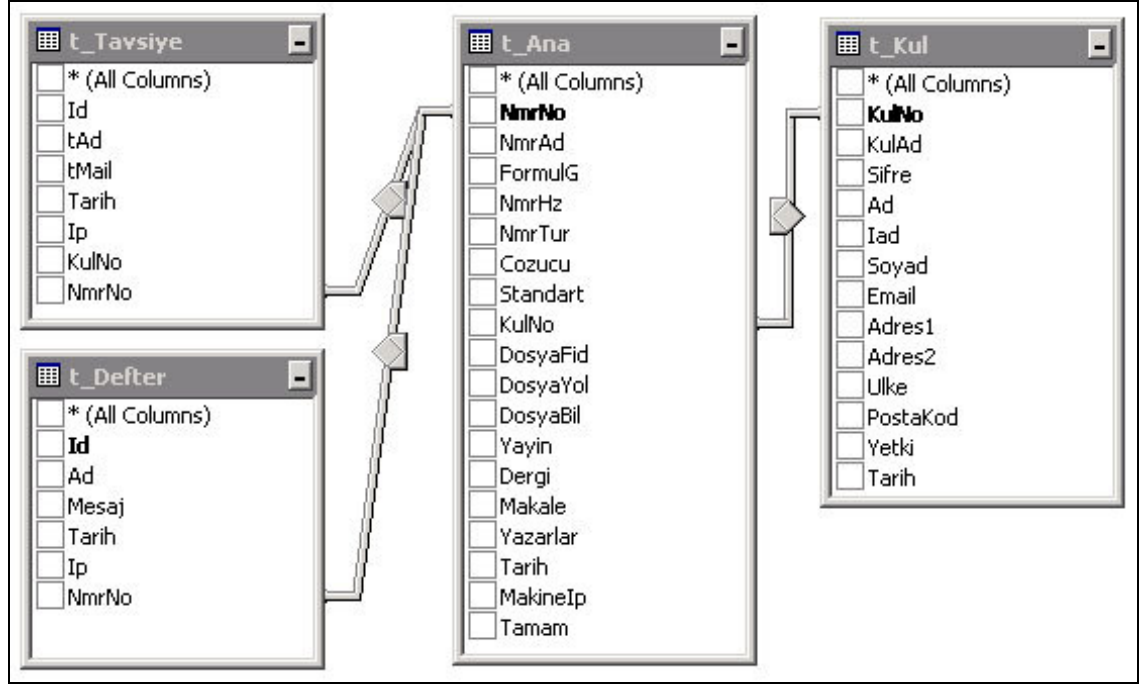 t_Tavsiye
* (All Columns)
Id
tAd
tMail
Tarih
Ip
KulNo
NmrNo
t_Defter
* (All Columns)
Id
Ad
Mesaj
Tarih
Ip
NmrNo
t_Ana
* (All Columns)
NmrNo
NmrAd
FormulG
NmrHz
NmrTur
Cozucu
Standart
KulNo
DosyaFid
DosyaYol
DosyaBil
Yayin
Dergi
Makale
Yazarlar
Tarih
MakineIp
Tamam
t_Kul
* (All Columns)
KulNo
KulAd
Sifre
Ad
Iad
Soyad
Email
Adres1
Adres2
Ulke
PostaKod
Yetki
Tarih